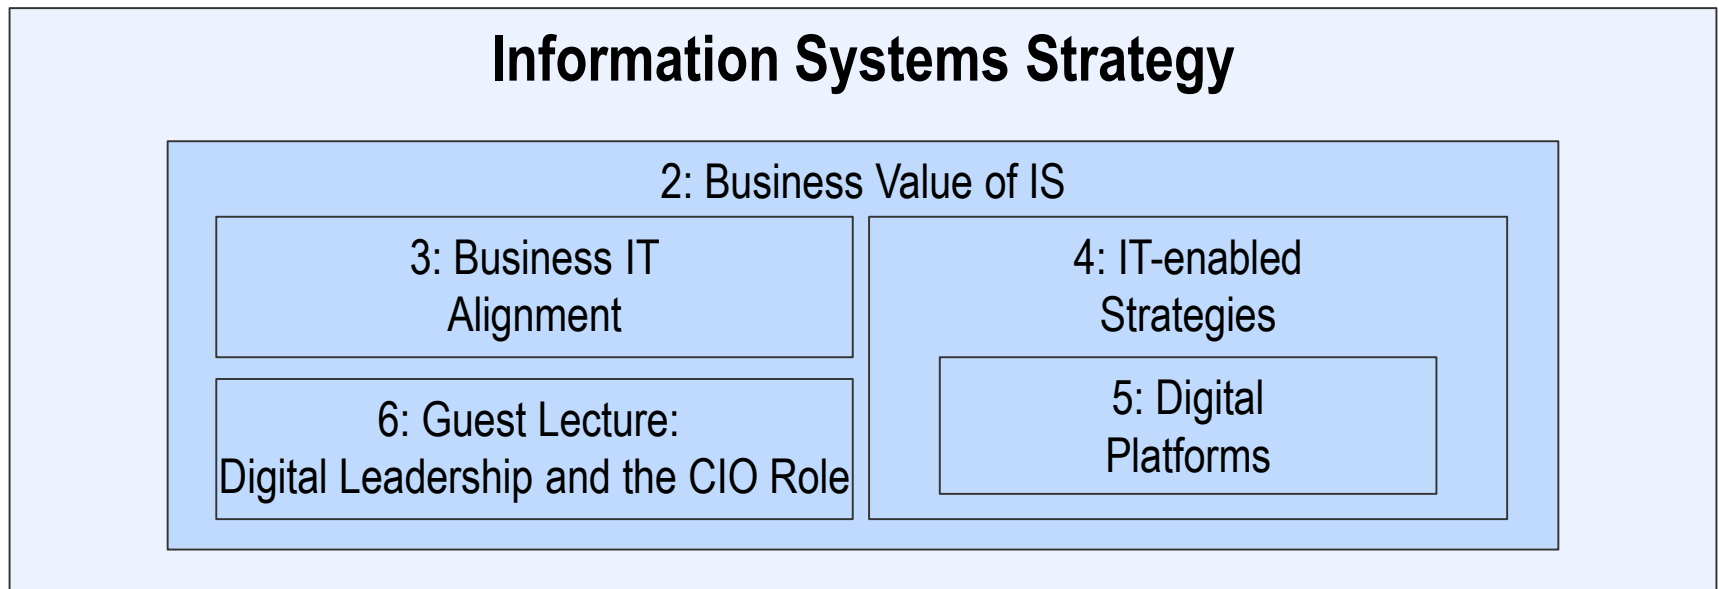 Information Systems Strategy
2: Business Value of IS
3: Business IT
Alignment
4: IT-enabled
Strategies
5: Digital
Platforms
6: Guest Lecture:
Digital Leadership and the CIO Role